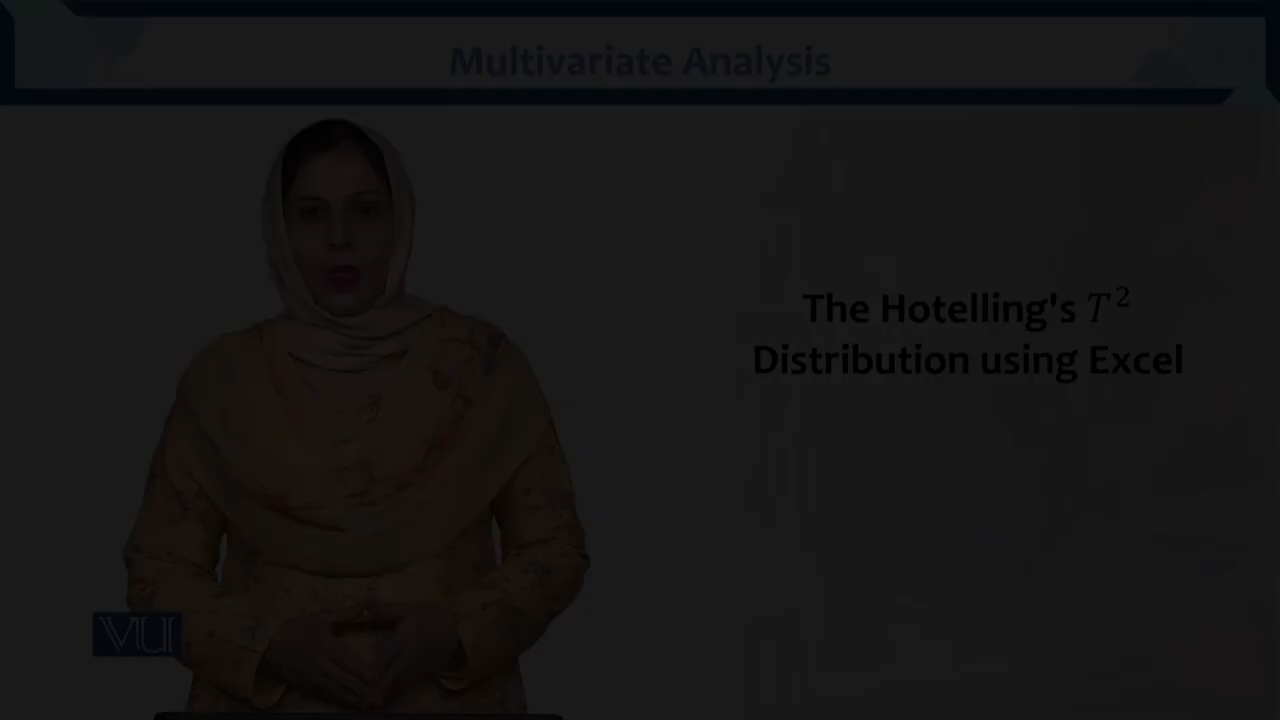 Multivariate Analysis
The Hotelling's T²
Distribution using Excel
VU